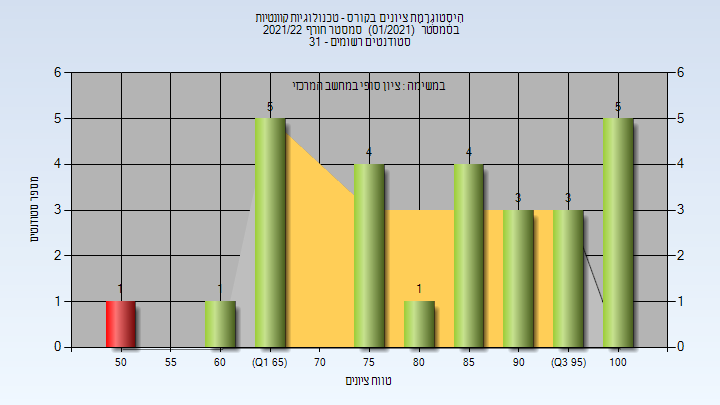 היסטוגרמת ציונים בקורס - טכנולוגיות קוונטיות
בסמסטר (01/2021) סמסטר חורף 2021/22
סטודנטים רשומים - 31
במשימה : ציון סופי במחשב המרכזי
מספר סטודנטים
6 6
5 5
4 4
3 3
2 2
1 1
0 0
1 1 5 4 1 4 3 3 5
50 55 60 (Q1 65) 70 75 80 85 90 (Q3 95) 100
טווח ציונים